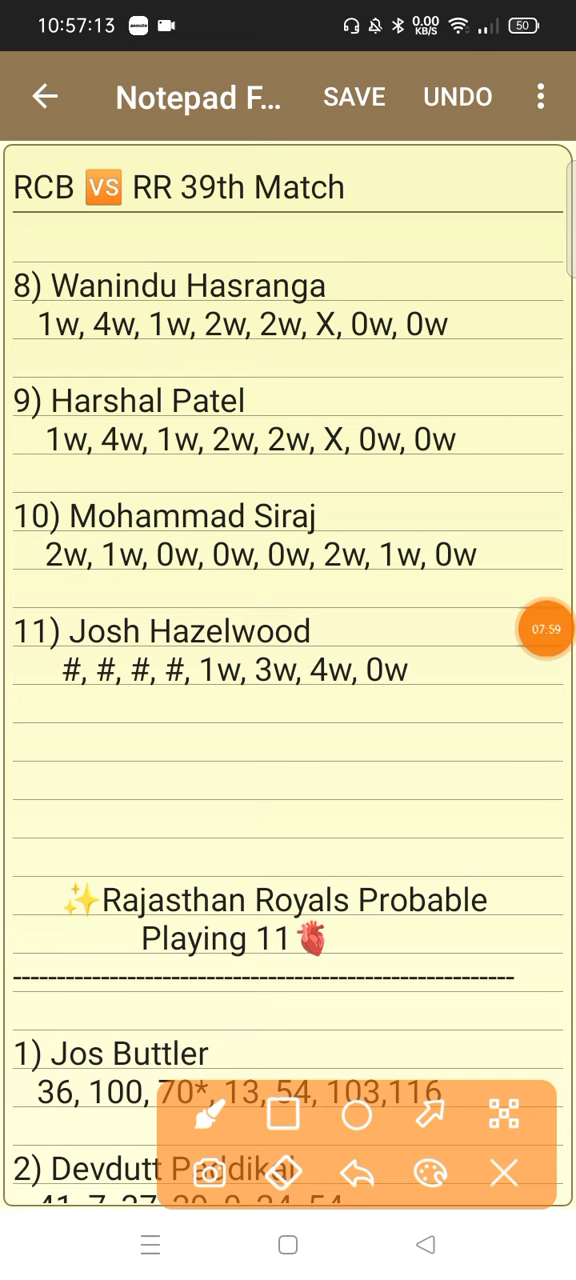 10:57:13 0.00 KB/S 50
Notepad F... SAVE UNDO
RCB VS RR 39th Match
8) Wanindu Hasranga
1w, 4w, 1w, 2w, 2w, X, 0w, 0w
9) Harshal Patel
1w, 4w, 1w, 2w, 2w, X, 0w, 0w
10) Mohammad Siraj
2w, 1w, 0w, 0w, 0w, 2w, 1w, 0w
11) Josh Hazelwood
07:59
#, #, #, #, 1w, 3w, 4w, 0w
✨Rajasthan Royals Probable
Playing 11🫀
---------------------------------------------------------
1) Jos Buttler
36, 100, 70*, 13, 54, 103,116
2) Devdutt Paddikal